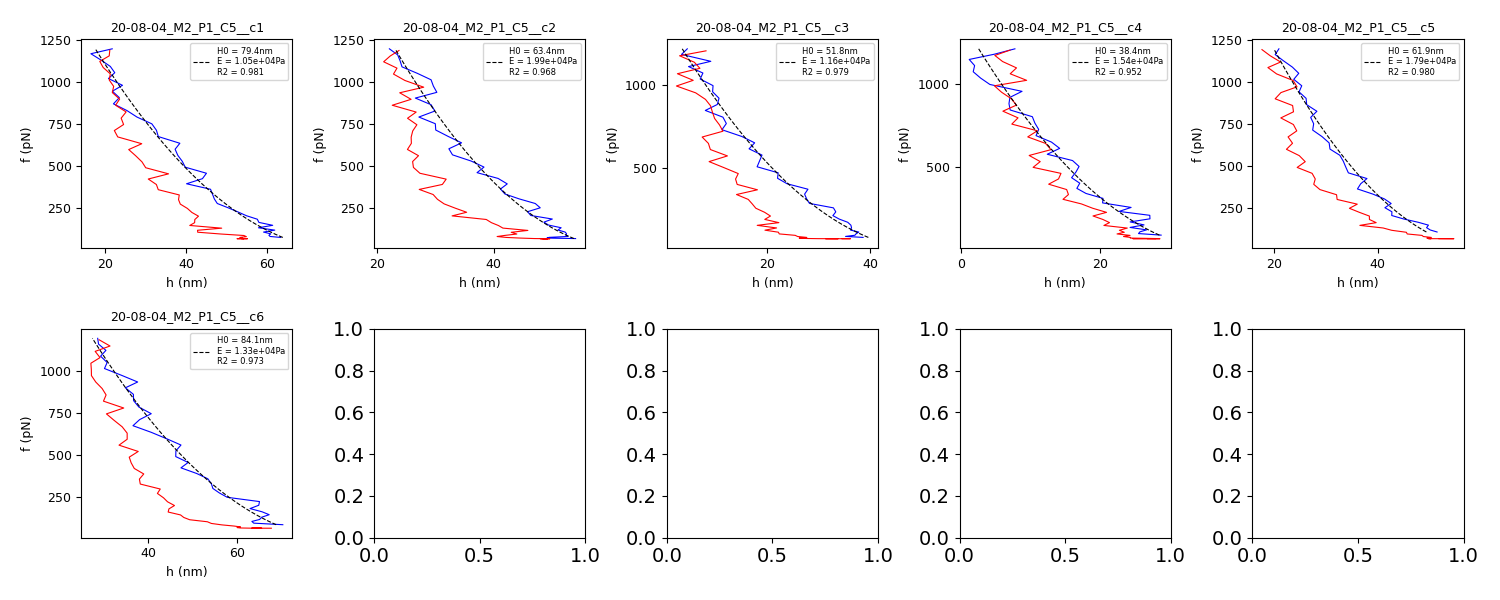 20-08-04_M2_P1_C5__c1
H0 = 79.4nm
E = 1.05e+04Pa
R2 = 0.981
1250
1000
750
500
250
f (pN)
20
40
60
h (nm)
20-08-04_M2_P1_C5__c2
H0 = 63.4nm
E = 1.99e+04Pa
R2 = 0.968
1250
1000
750
500
250
f (pN)
20
40
h (nm)
20-08-04_M2_P1_C5__c3
H0 = 51.8nm
E = 1.16e+04Pa
R2 = 0.979
1000
500
f (pN)
20
40
h (nm)
20-08-04_M2_P1_C5__c4
H0 = 38.4nm
E = 1.54e+04Pa
R2 = 0.952
1000
500
f (pN)
0
20
h (nm)
20-08-04_M2_P1_C5__c5
H0 = 61.9nm
E = 1.79e+04Pa
R2 = 0.980
1250
1000
750
500
250
f (pN)
20
40
h (nm)
20-08-04_M2_P1_C5__c6
H0 = 84.1nm
E = 1.33e+04Pa
R2 = 0.973
1000
750
500
250
f (pN)
40
60
h (nm)
1.0
0.8
0.6
0.4
0.2
0.0
0.0
0.5
1.0
1.0
0.8
0.6
0.4
0.2
0.0
0.0
0.5
1.0
1.0
0.8
0.6
0.4
0.2
0.0
0.0
0.5
1.0
1.0
0.8
0.6
0.4
0.2
0.0
0.0
0.5
1.0